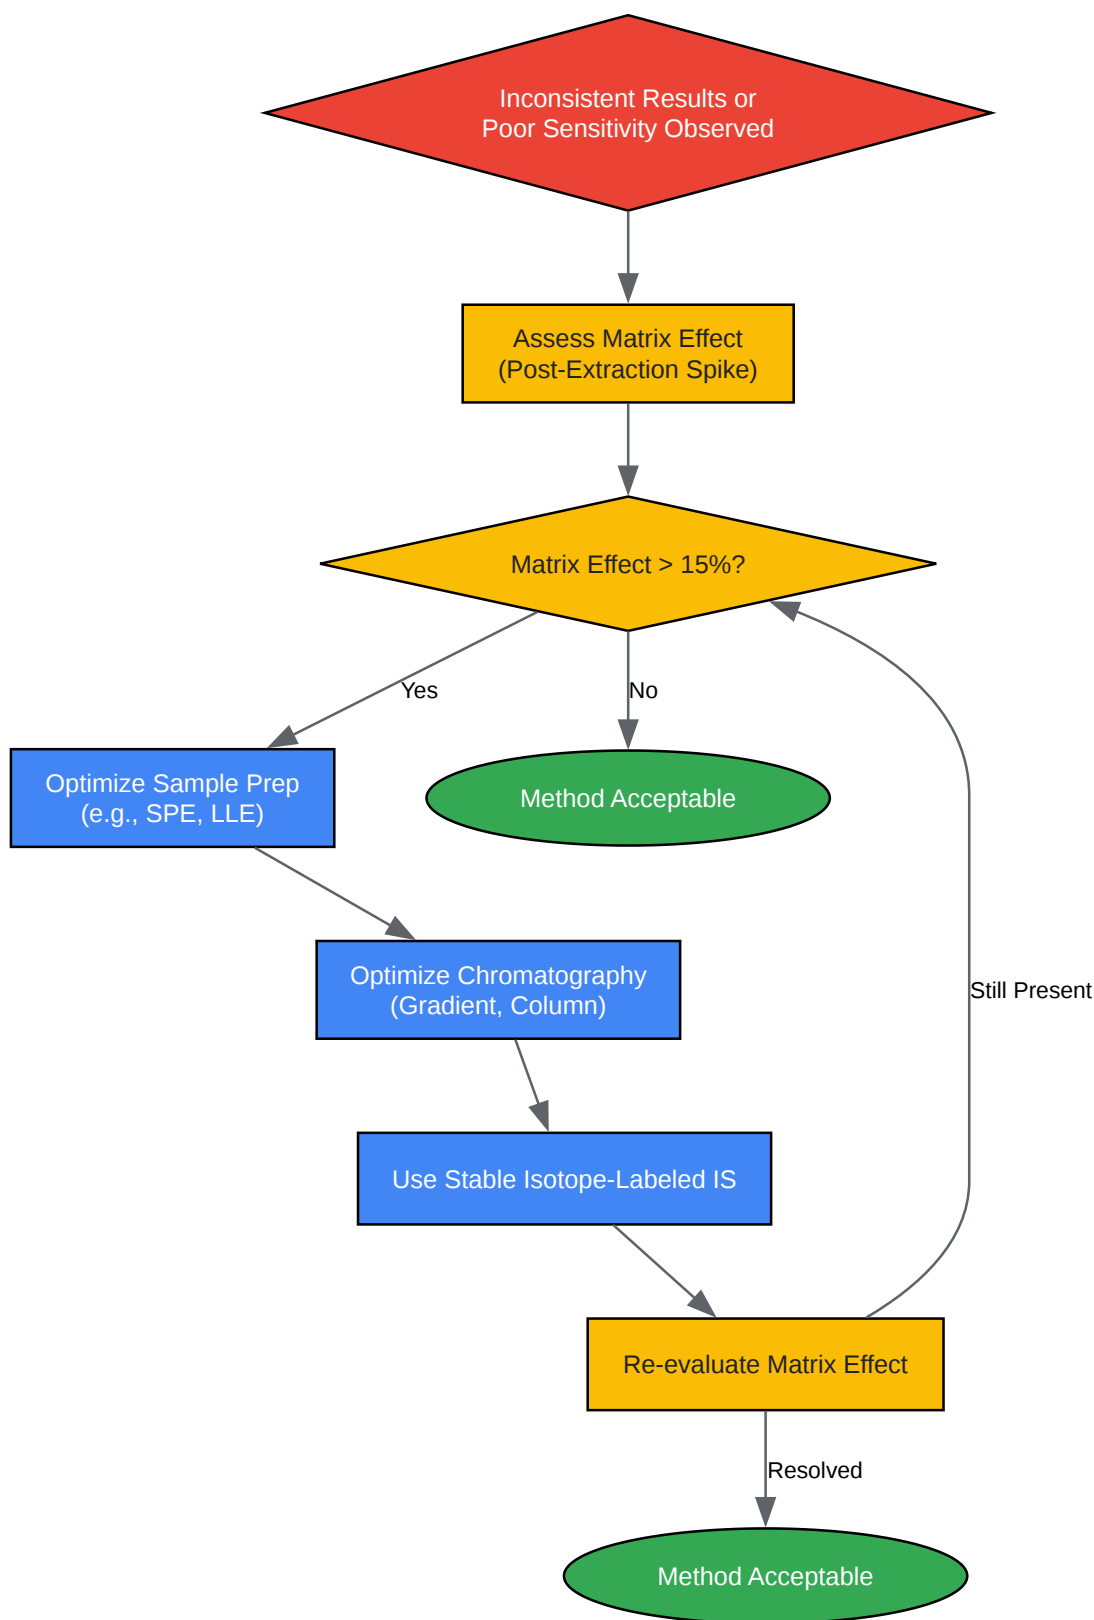 Inconsistent Results or
Poor Sensitivity Observed
Assess Matrix Effect
(Post-Extraction Spike)
Matrix Effect > 15%?
Yes
No
Optimize Sample Prep
(e.g., SPE, LLE)
Method Acceptable
Optimize Chromatography
(Gradient, Column)
Still Present
Use Stable Isotope-Labeled IS
Re-evaluate Matrix Effect
Resolved
Method Acceptable